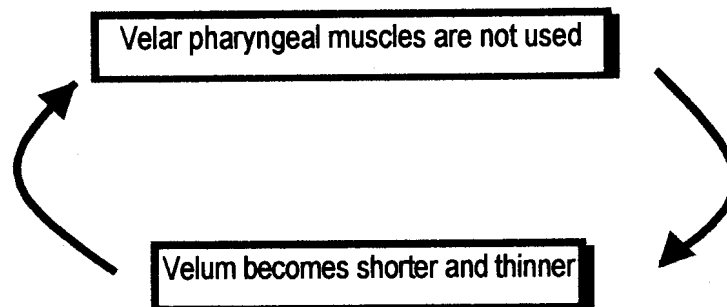 Velar pharyngeal muscles are not used
Velum becomes shorter and thinner